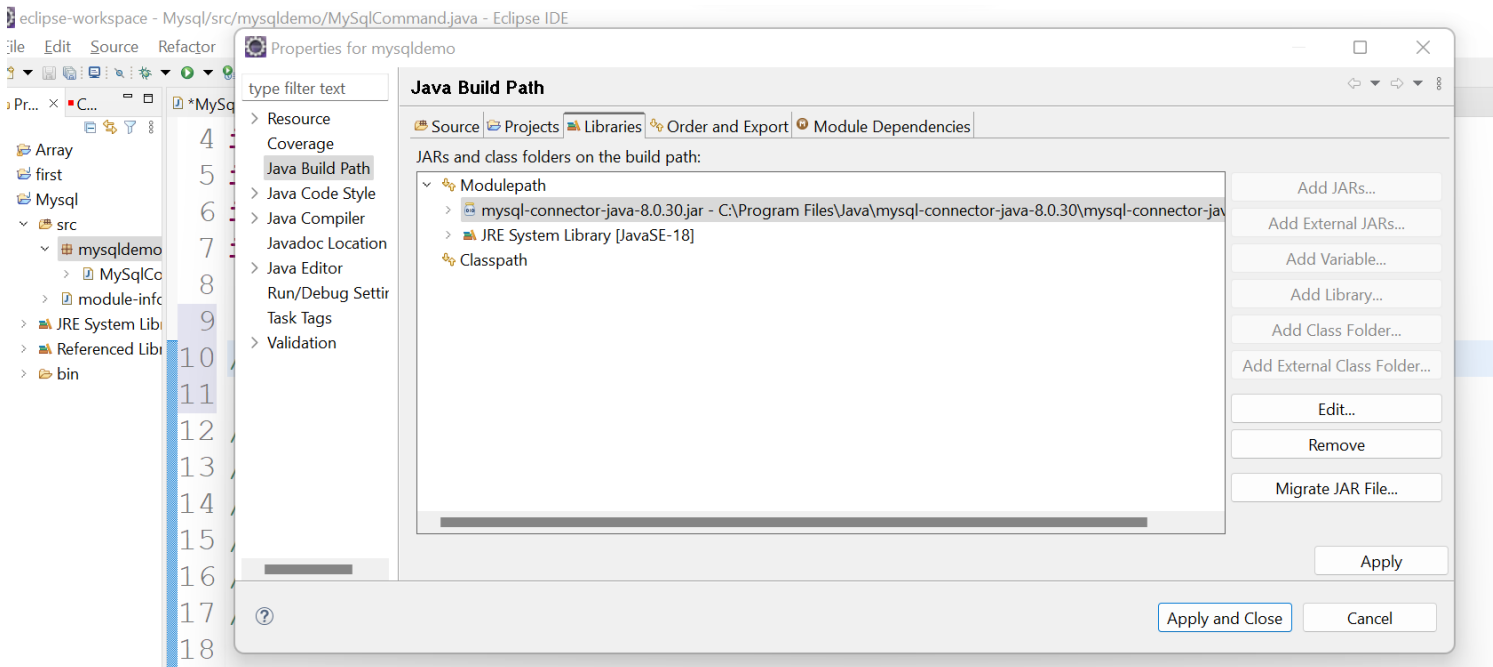 eclipse-workspace - Mysql/src/mysqldemo/MySqlCommand.java - Eclipse IDE
File Edit Source Refactor
Pr... C...
*MySq
Array
first
Mysql
src
mysqldemo
MySqlCo
module-info
JRE System Lib
Referenced Lib
bin
4
5
6
7
8
9
10
11
12
13
14
15
16
17
18
Properties for mysqldemo
type filter text
Resource
Coverage
Java Build Path
Java Code Style
Java Compiler
Javadoc Location
Java Editor
Run/Debug Settin
Task Tags
Validation
Java Build Path
Source Projects Libraries Order and Export Module Dependencies
JARs and class folders on the build path:
Modulepath
mysql-connector-java-8.0.30.jar - C:\Program Files\Java\mysql-connector-java-8.0.30\mysql-connector-jav
JRE System Library [JavaSE-18]
Classpath
Add JARs...
Add External JARs...
Add Variable...
Add Library...
Add Class Folder...
Add External Class Folder...
Edit...
Remove
Migrate JAR File...
Apply
Apply and Close Cancel